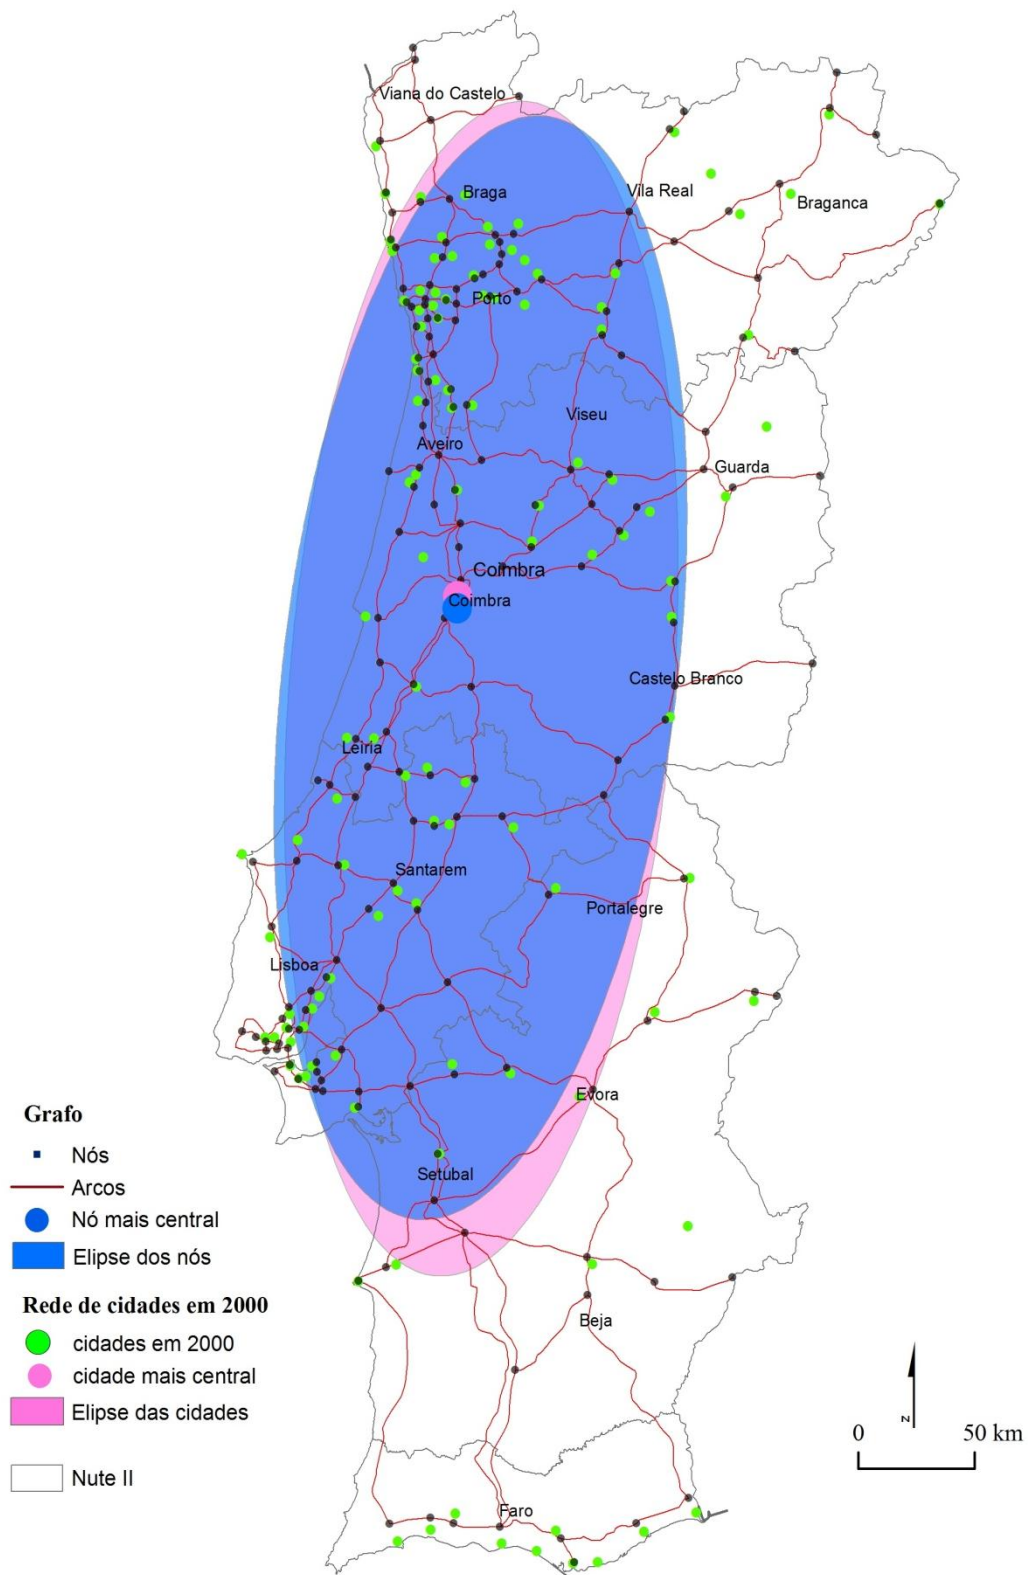 Viana do Castelo
Braga
Vila Real
Braganca
Porto
Viseu
Aveiro
Guarda
Coimbra
Coimbra
Castelo Branco
Leiria
Santarem
Portalegre
Lisboa
Evora
Setubal
Beja
Faro
Grafo
Nós
Arcos
Nó mais central
Elipse dos nós
Rede de cidades em 2000
cidades em 2000
cidade mais central
Elipse das cidades
Nute II
N
0 50 km